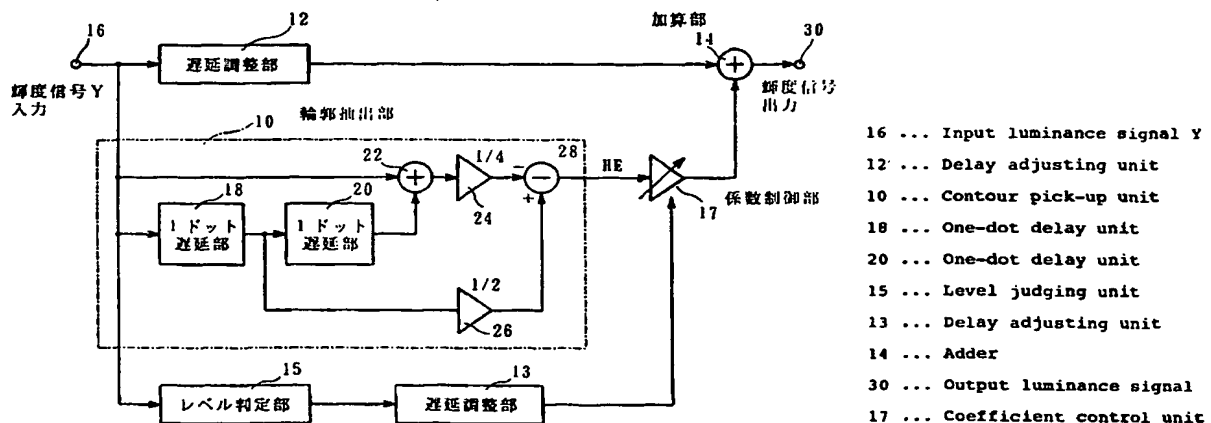 12
加算部
16
14
30
遅延調整部
輝度信号Y
入力
輝度信号
出力
輪郭抽出部
10
22
1/4
28
HE
24
17
係数制御部
18
20
1ドット
遅延部
1ドット
遅延部
1/2
26
15
13
レベル判定部
遅延調整部
16 ... Input luminance signal Y
12 ... Delay adjusting unit
10 ... Contour pick-up unit
18 ... One-dot delay unit
20 ... One-dot delay unit
15 ... Level judging unit
13 ... Delay adjusting unit
14 ... Adder
30 ... Output luminance signal
17 ... Coefficient control unit